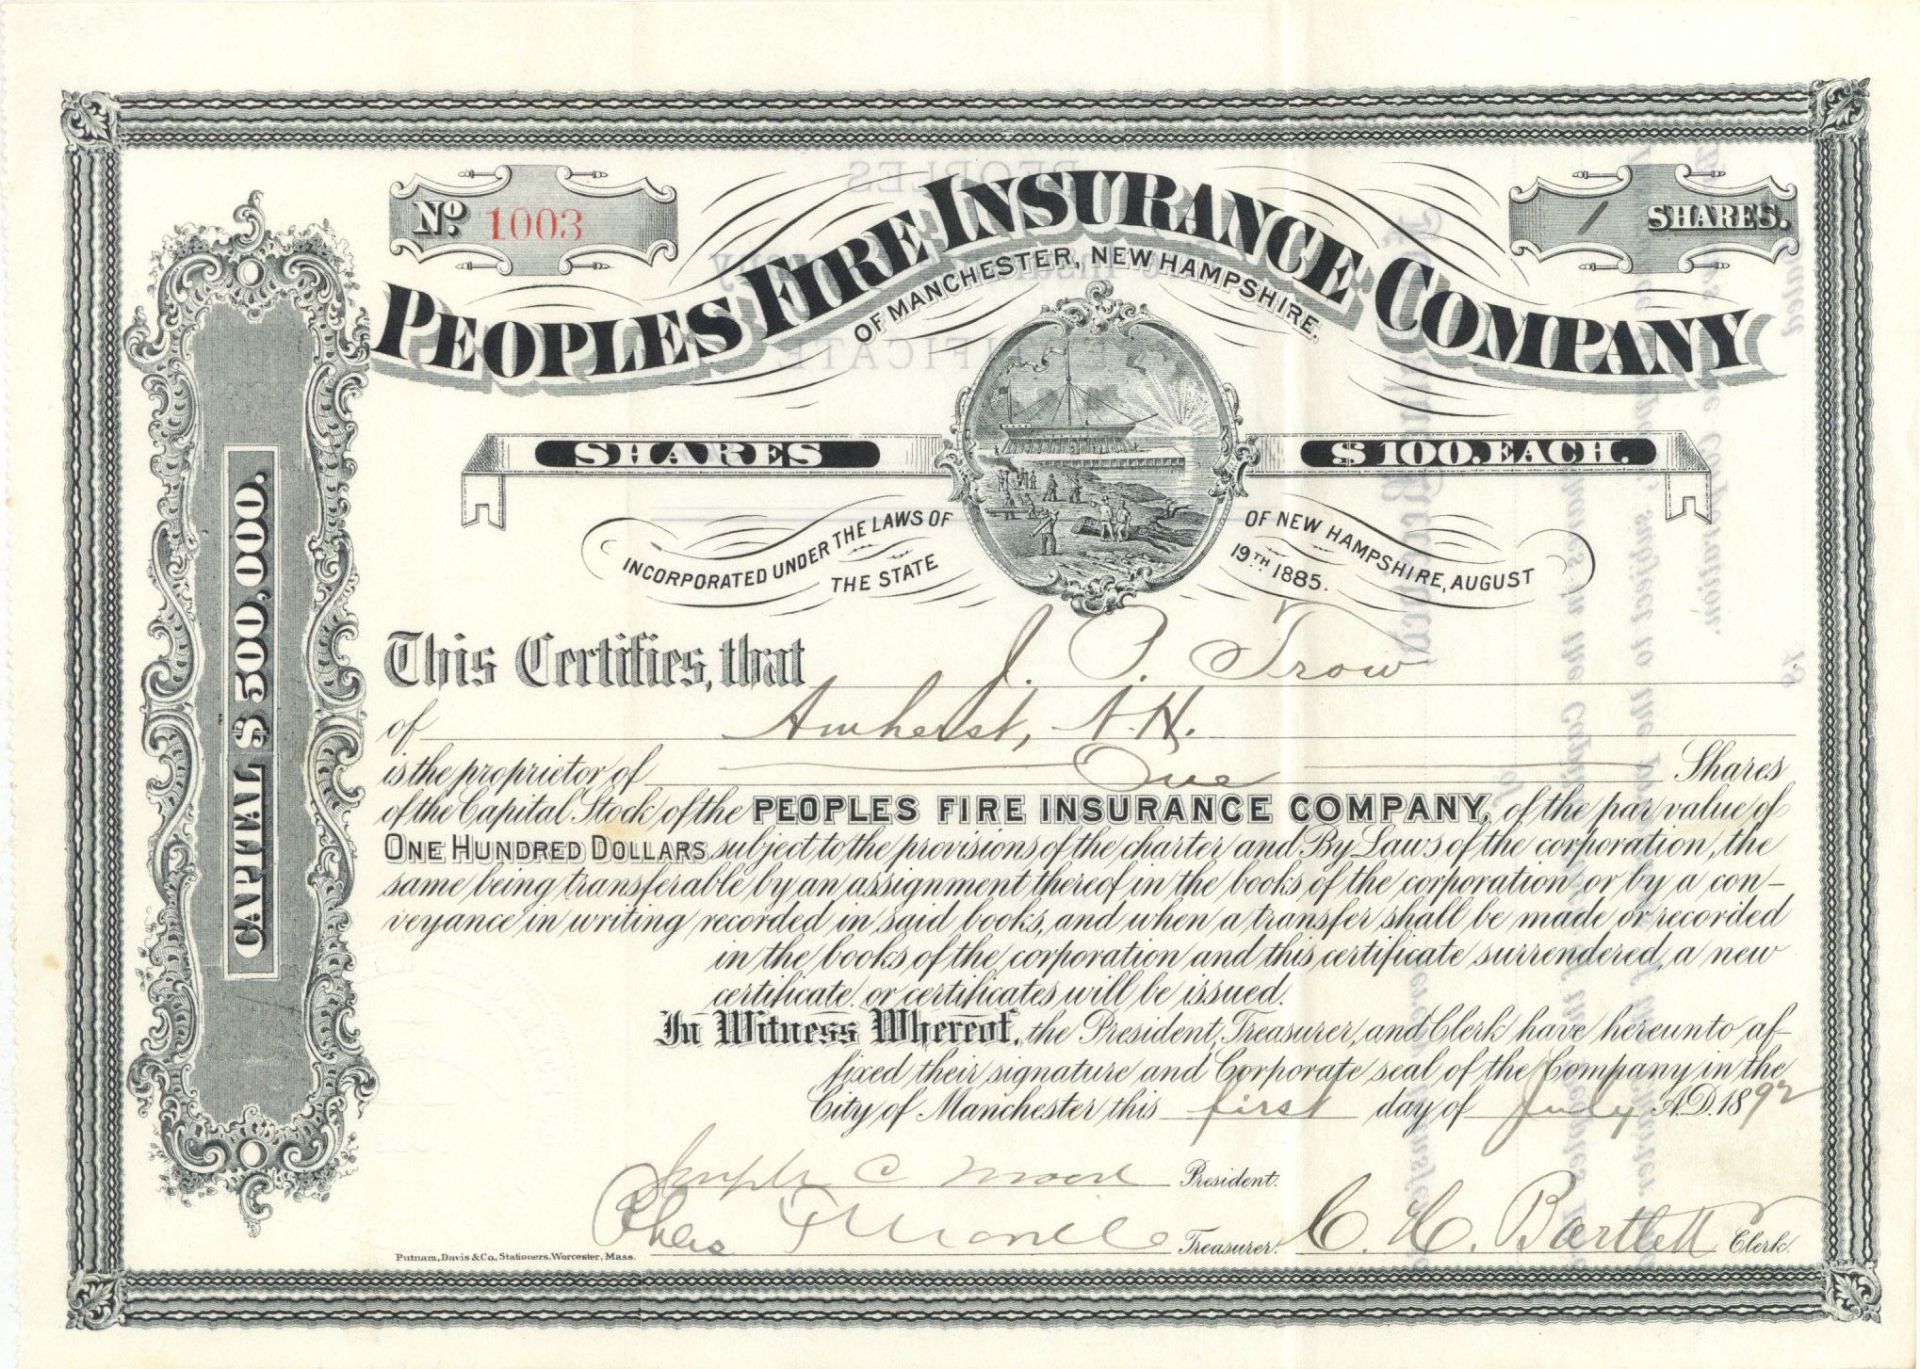 No. 1003
1 SHARES.
PEOPLES FIRE INSURANCE COMPANY
OF MANCHESTER, NEW HAMPSHIRE.
SHARES $100. EACH.
INCORPORATED UNDER THE LAWS OF THE STATE
OF NEW HAMPSHIRE, AUGUST 19TH 1885.
CAPITAL $500,000.
This Certifies, that J. P. Trow
of Amherst, N.H.
is the proprietor of One Shares
of the Capital Stock of the PEOPLES FIRE INSURANCE COMPANY, of the par value of
ONE HUNDRED DOLLARS subject to the provisions of the charter and By Laws of the corporation, the
same being transferable by an assignment thereof in the books of the corporation or by a con-
veyance in writing recorded in said books, and when a transfer shall be made or recorded
in the books of the corporation and this certificate surrendered, a new
certificate or certificates will be issued.
In Witness Whereof, the President, Treasurer, and Clerk have hereunto af-
fixed their signature and Corporate seal of the Company in the
City of Manchester this first day of July A.D. 1892
Joseph C Moore President.
Treasurer. C. H. Bartlett Clerk.
Putnam, Davis & Co., Stationers, Worcester, Mass.